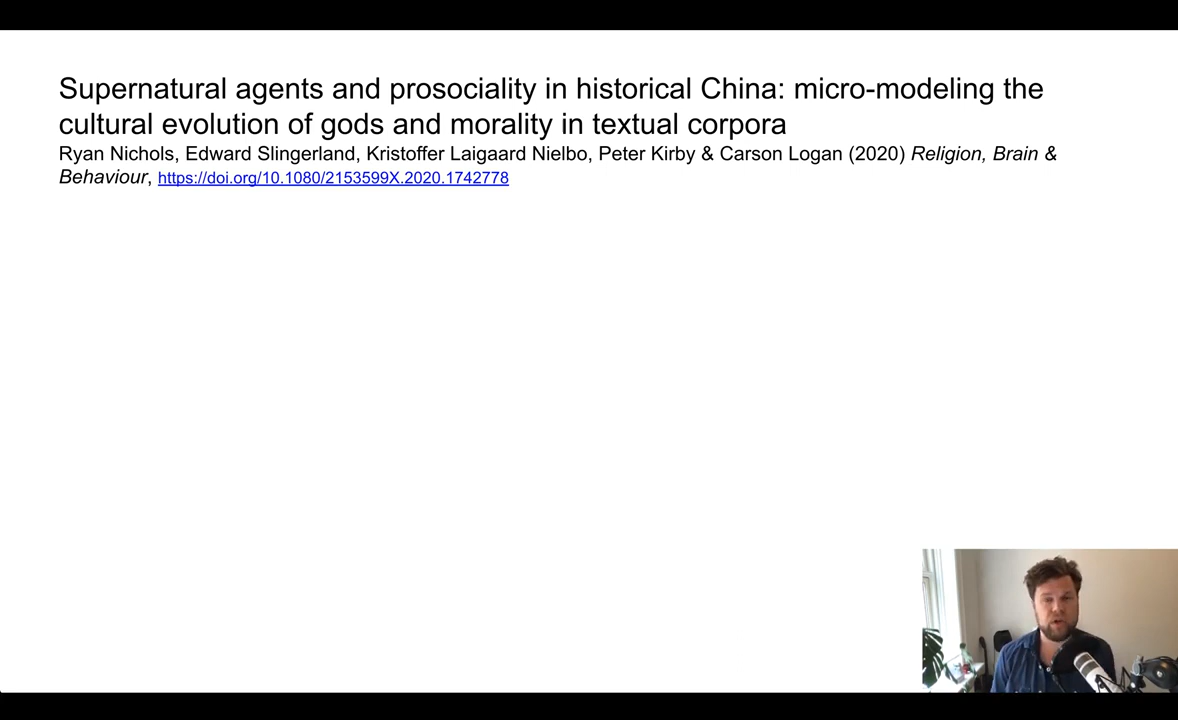 Supernatural agents and prosociality in historical China: micro-modeling the
cultural evolution of gods and morality in textual corpora
Ryan Nichols, Edward Slingerland, Kristoffer Laigaard Nielbo, Peter Kirby & Carson Logan (2020) Religion, Brain &
Behaviour, https://doi.org/10.1080/2153599X.2020.1742778